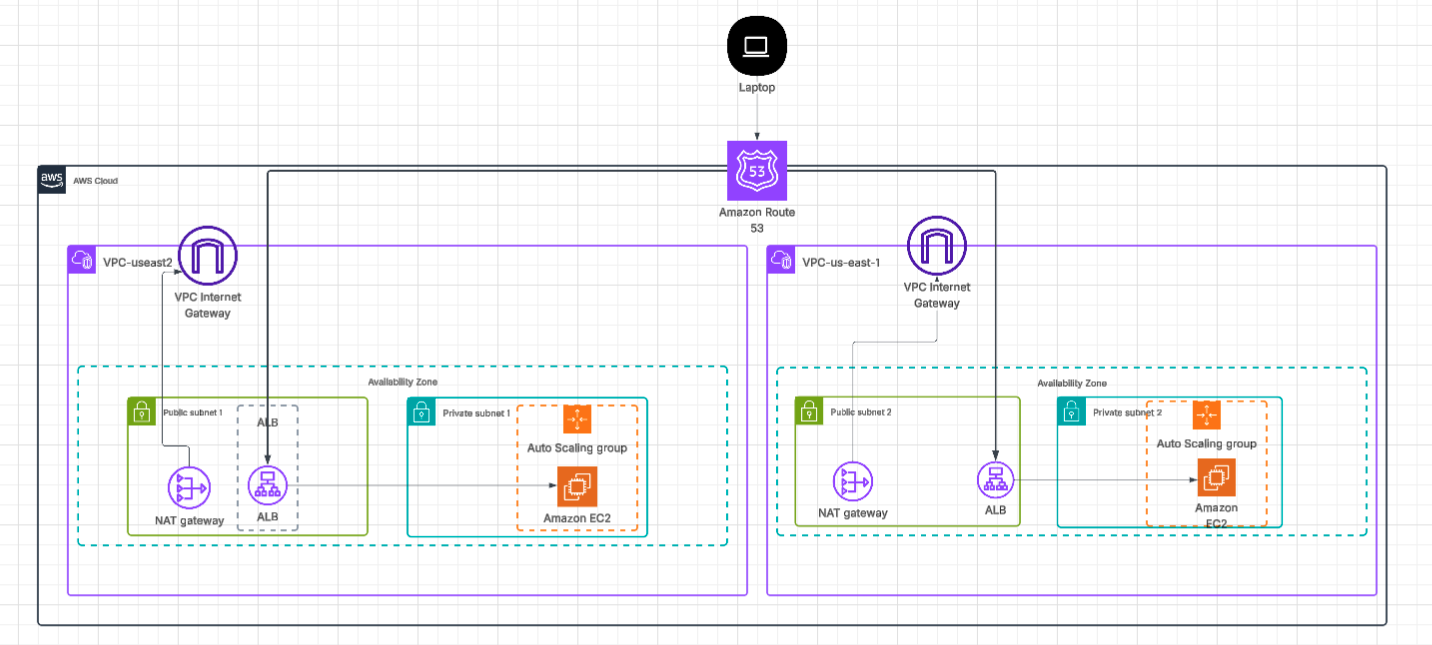 Laptop
53
Amazon Route
53
aws
AWS Cloud
VPC-useast2
VPC Internet
Gateway
Availability Zone
Public subnet 1
ALB
NAT gateway
ALB
Private subnet 1
Auto Scaling group
Amazon EC2
VPC-us-east-1
VPC Internet
Gateway
Availability Zone
Public subnet 2
NAT gateway
ALB
Private subnet 2
Auto Scaling group
Amazon
EC2